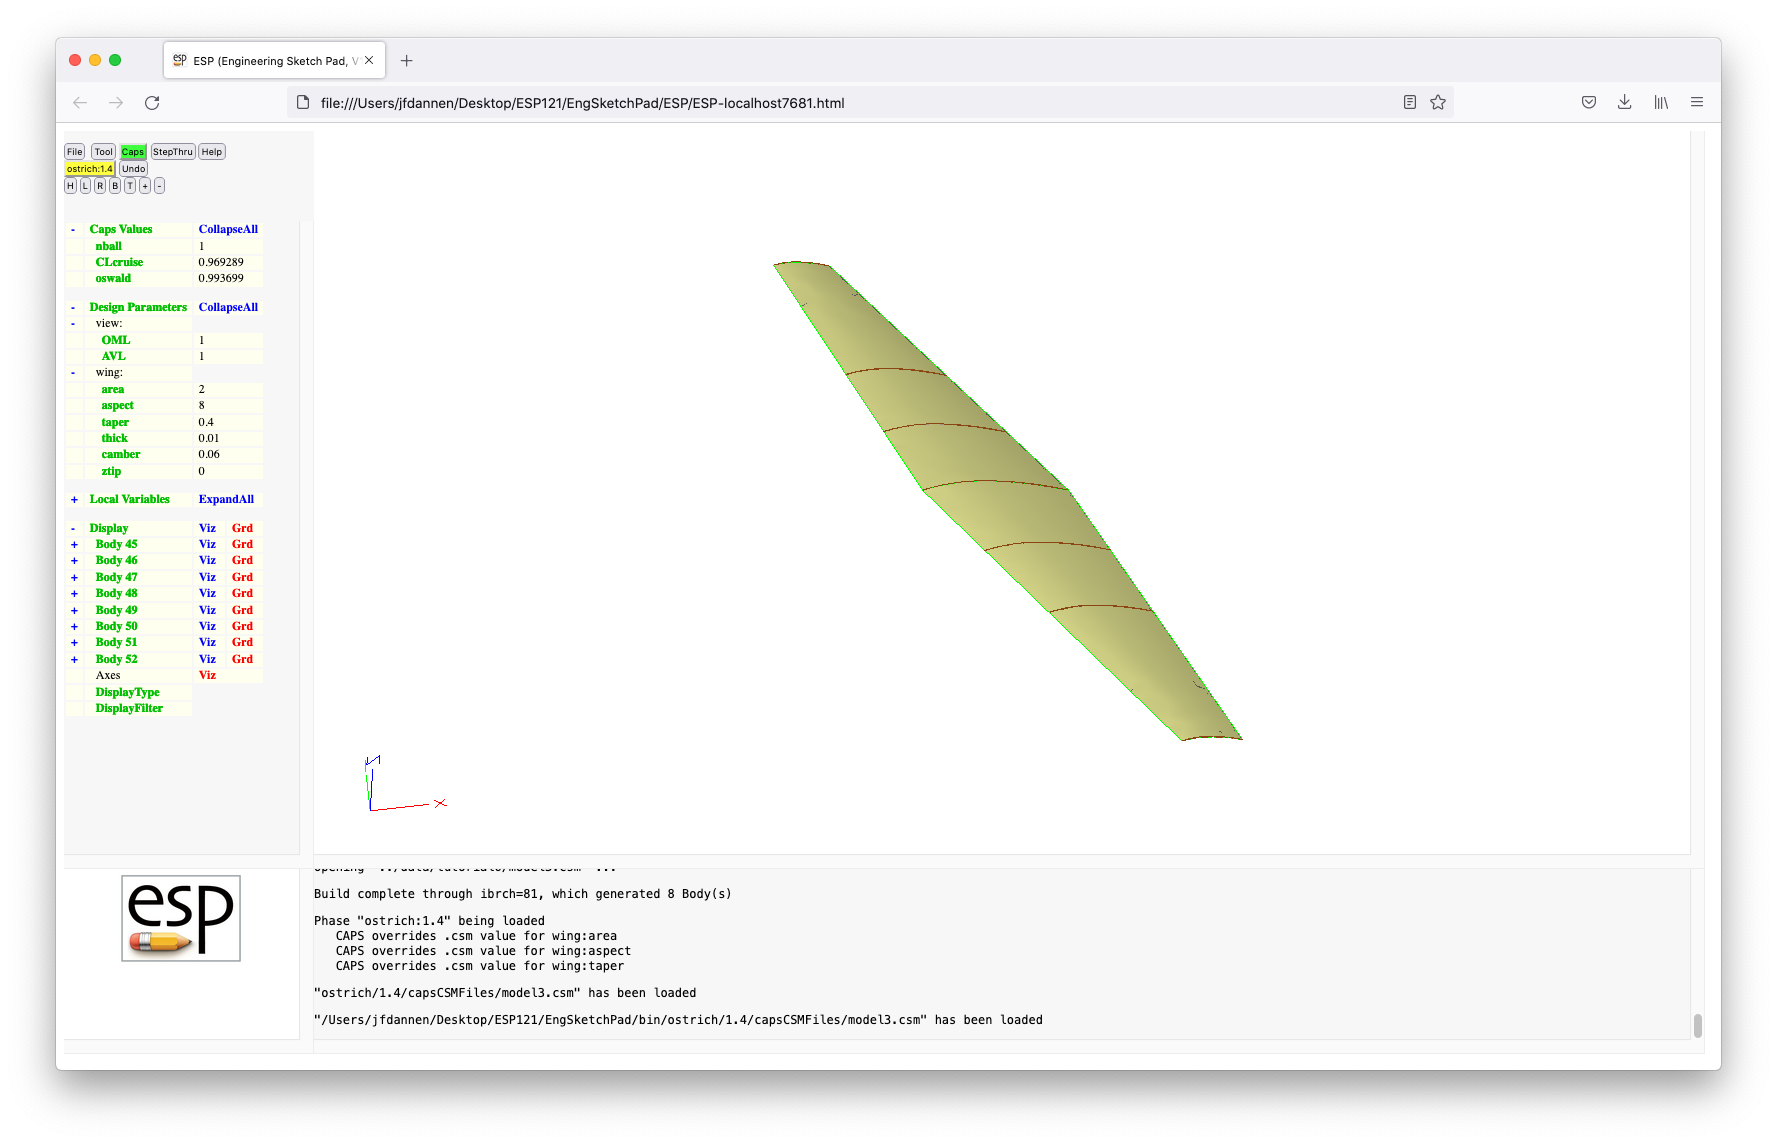 esp ESP (Engineering Sketch Pad, V
file:///Users/jfdannen/Desktop/ESP121/EngSketchPad/ESP/ESP-localhost7681.html
File Tool Caps StepThru Help
ostrich:1.4 Undo
H L R B T + -
- Caps Values CollapseAll
nball 1
CLcruise 0.969289
oswald 0.993699
- Design Parameters CollapseAll
- view:
OML 1
AVL 1
- wing:
area 2
aspect 8
taper 0.4
thick 0.01
camber 0.06
ztip 0
+ Local Variables ExpandAll
- Display Viz Grd
+ Body 45 Viz Grd
+ Body 46 Viz Grd
+ Body 47 Viz Grd
+ Body 48 Viz Grd
+ Body 49 Viz Grd
+ Body 50 Viz Grd
+ Body 51 Viz Grd
+ Body 52 Viz Grd
Axes Viz
DisplayType
DisplayFilter
X
esp
Build complete through ibrch=81, which generated 8 Body(s)
Phase "ostrich:1.4" being loaded
CAPS overrides .csm value for wing:area
CAPS overrides .csm value for wing:aspect
CAPS overrides .csm value for wing:taper
"ostrich/1.4/capsCSMFiles/model3.csm" has been loaded
"/Users/jfdannen/Desktop/ESP121/EngSketchPad/bin/ostrich/1.4/capsCSMFiles/model3.csm" has been loaded